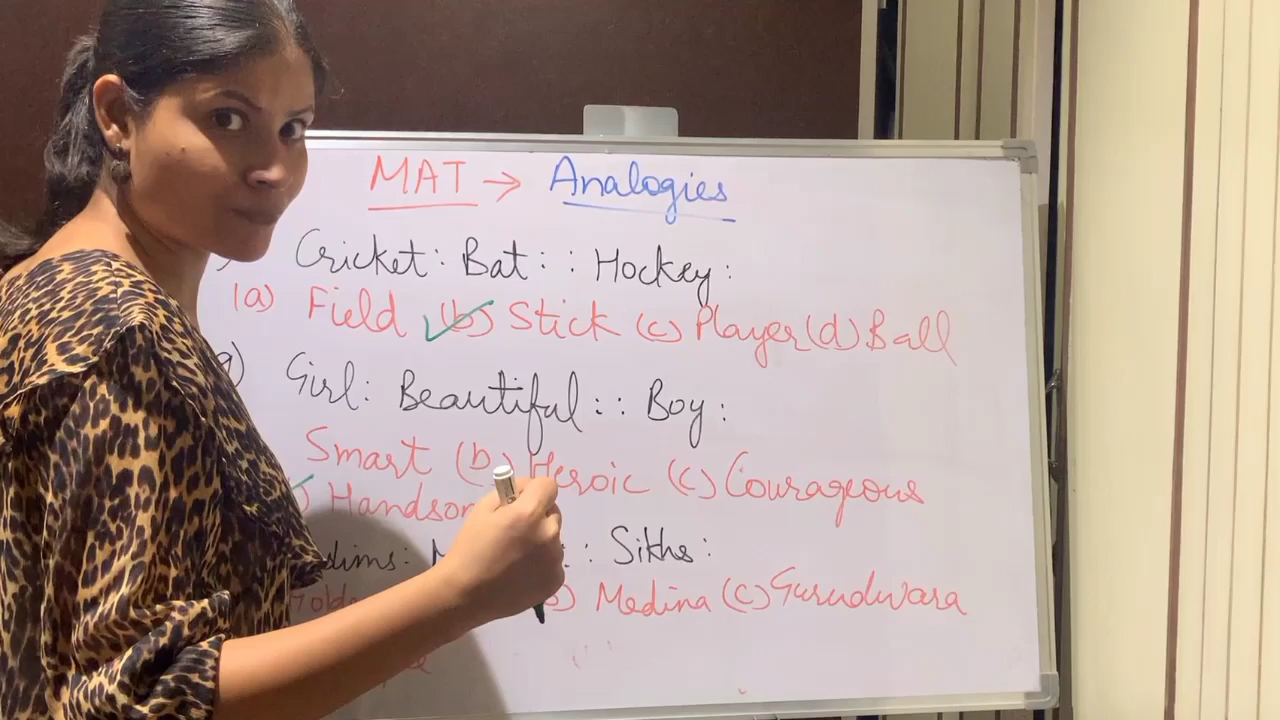 MAT → Analogies
Cricket: Bat: : Hockey:
(a) Field (b) Stick (c) Player (d) Ball
Girl: Beautiful: : Boy:
Smart (b) Heroic (c) Courageous
: : Sikhs:
Medina (c) Gurudwara